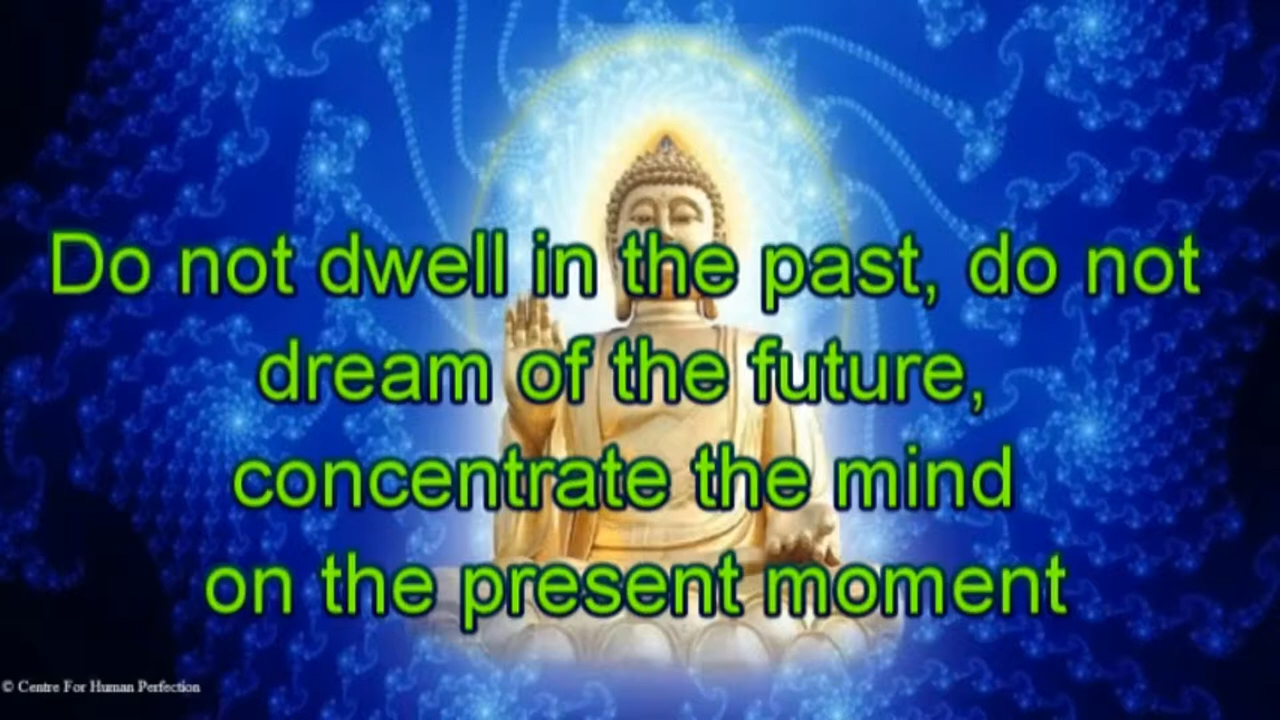 Do not dwell in the past, do not
dream of the future,
concentrate the mind
on the present moment
© Centre For Human Perfection